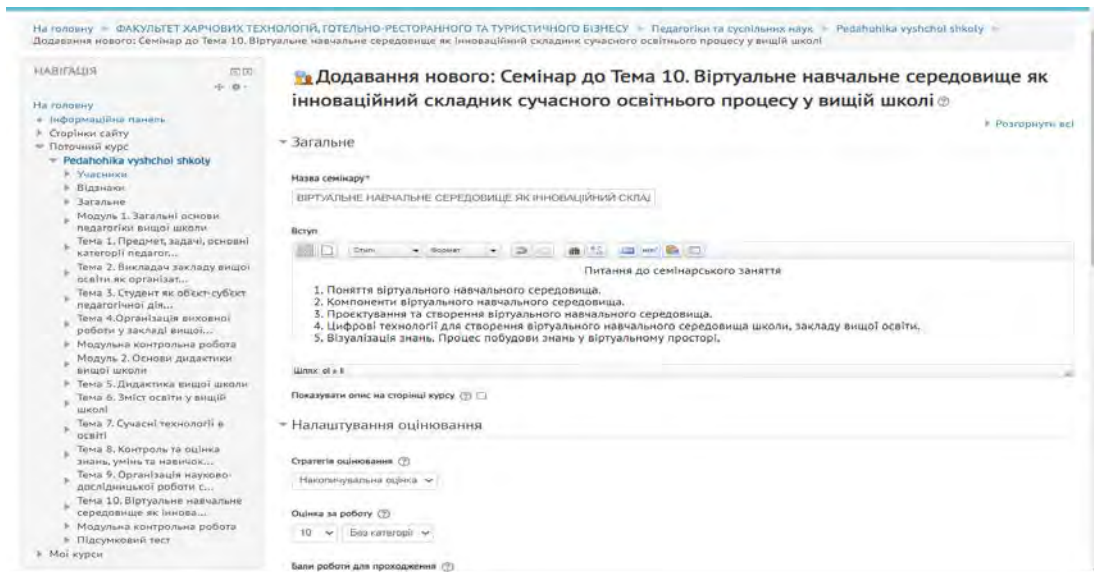 На головну ► ФАКУЛЬТЕТ ХАРЧОВИХ ТЕХНОЛОГІЙ, ГОТЕЛЬНО-РЕСТОРАННОГО ТА ТУРИСТИЧНОГО БІЗНЕСУ ► Педагогіки та суспільних наук ► Pedahohika vyshchol shkoly ►
Додавання нового: Семінар до Тема 10. Віртуальне навчальне середовище як інноваційний складник сучасного освітнього процесу у вищій школі
НАВІГАЦІЯ
На головну
Інформаційна панель
Сторінки сайту
Поточний курс
Pedahohika vyshchol shkoly
Учасники
Відзнаки
Загальне
Модуль 1. Загальні основи
педагогіки вищої школи
Тема 1. Предмет, задачі, основні
категорії педагог...
Тема 2. Викладач закладу вищої
освіти як організат...
Тема 3. Студент як об'єкт-суб'єкт
педагогічної дія...
Тема 4.Організація виховної
роботи у закладі вищої...
Модульна контрольна робота
Модуль 2. Основи дидактики
вищої школи
Тема 5. Дидактика вищої школи
Тема 6. Зміст освіти у вищій
школі
Тема 7. Сучасні технології в
освіті
Тема 8. Контроль та оцінка
знань, умінь та навичок...
Тема 9. Організація науково-
дослідницької роботи с...
Тема 10. Віртуальне навчальне
середовище як іннова...
Модульна контрольна робота
Підсумковий тест
Мої курси
Додавання нового: Семінар до Тема 10. Віртуальне навчальне середовище як
інноваційний складник сучасного освітнього процесу у вищій школі
Розгорнути всі
Загальне
Назва семінару*
ВІРТУАЛЬНЕ НАВЧАЛЬНЕ СЕРЕДОВИЩЕ ЯК ІННОВАЦІЙНИЙ СКЛАД
Вступ
Стилі Формат
Питання до семінарського заняття
1. Поняття віртуального навчального середовища.
2. Компоненти віртуального навчального середовища.
3. Проєктування та створення віртуального навчального середовища.
4. Цифрові технології для створення віртуального навчального середовища школи, закладу вищої освіти.
5. Візуалізація знань. Процес побудови знань у віртуальному просторі.
Шлях: ol » li
Показувати опис на сторінці курсу
Налаштування оцінювання
Стратегія оцінювання
Накопичувальна оцінка
Оцінка за роботу
10 Без категорії
Бали роботи для проходження